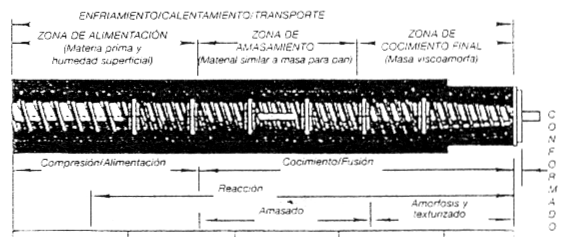 ENFRIAMIENTO/CALENTAMIENTO/TRANSPORTE
ZONA DE ALIMENTACIÓN
(Materia prima y
humedad superficial)
ZONA DE
AMASAMIENTO
(Material similar a masa para pan)
ZONA DE
COCIMIENTO FINAL
(Masa viscoamorfa)
Compresión/Alimentación
Cocimiento/Fusión
Reacción
Amasado
Amorfosis y
texturizado
CONFORMADO